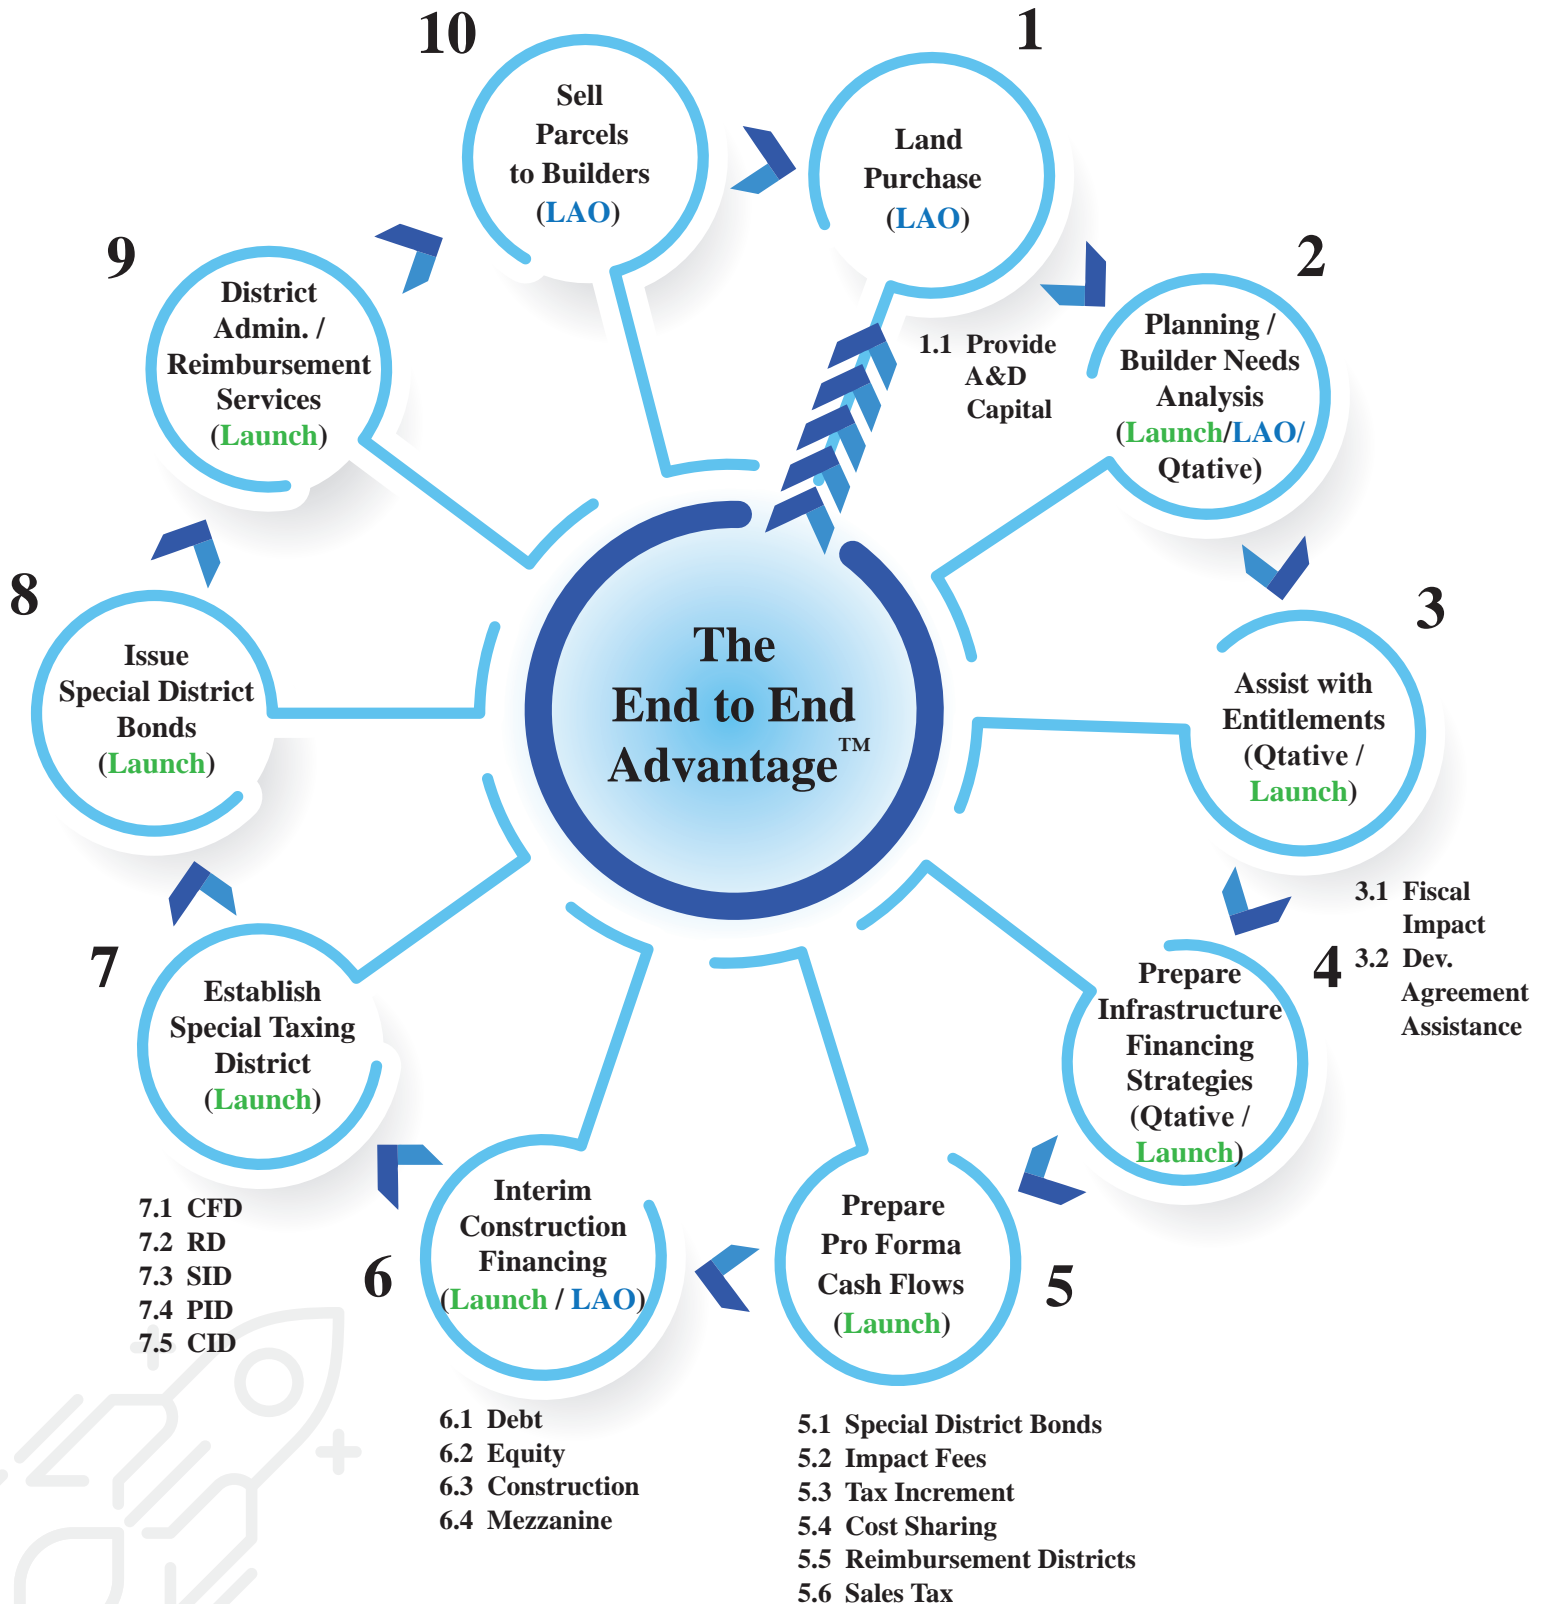 The
End to End
Advantage™
1
Land
Purchase
(LAO)
1.1 Provide
A&D
Capital
2
Planning /
Builder Needs
Analysis
(Launch/LAO/
Qtative)
3
Assist with
Entitlements
(Qtative /
Launch)
3.1 Fiscal
Impact
3.2 Dev.
Agreement
Assistance
4
Prepare
Infrastructure
Financing
Strategies
(Qtative /
Launch)
5
Prepare
Pro Forma
Cash Flows
(Launch)
5.1 Special District Bonds
5.2 Impact Fees
5.3 Tax Increment
5.4 Cost Sharing
5.5 Reimbursement Districts
5.6 Sales Tax
6
Interim
Construction
Financing
(Launch / LAO)
6.1 Debt
6.2 Equity
6.3 Construction
6.4 Mezzanine
7
Establish
Special Taxing
District
(Launch)
7.1 CFD
7.2 RD
7.3 SID
7.4 PID
7.5 CID
8
Issue
Special District
Bonds
(Launch)
9
District
Admin. /
Reimbursement
Services
(Launch)
10
Sell
Parcels
to Builders
(LAO)